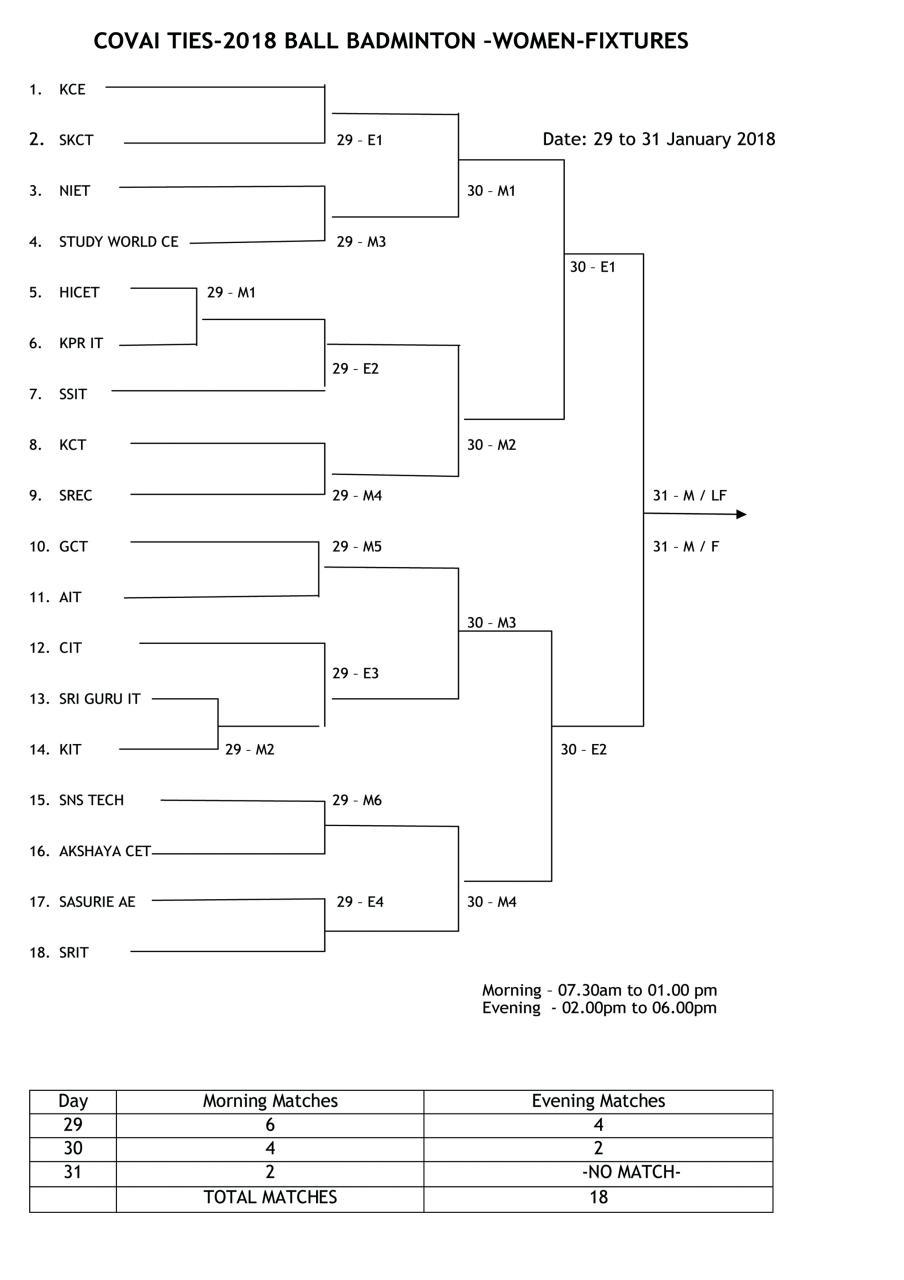 COVAI TIES-2018 BALL BADMINTON –WOMEN-FIXTURES
1. KCE
2. SKCT
29 – E1
Date: 29 to 31 January 2018
3. NIET
30 – M1
4. STUDY WORLD CE
29 – M3
30 – E1
5. HICET
29 – M1
6. KPR IT
29 – E2
7. SSIT
8. KCT
30 – M2
9. SREC
29 – M4
31 – M / LF
10. GCT
29 – M5
31 – M / F
11. AIT
30 – M3
12. CIT
29 – E3
13. SRI GURU IT
14. KIT
29 – M2
30 – E2
15. SNS TECH
29 – M6
16. AKSHAYA CET
17. SASURIE AE
29 – E4
30 – M4
18. SRIT
Morning – 07.30am to 01.00 pm
Evening - 02.00pm to 06.00pm
Day Morning Matches Evening Matches
29 6 4
30 4 2
31 2 -NO MATCH-
TOTAL MATCHES 18